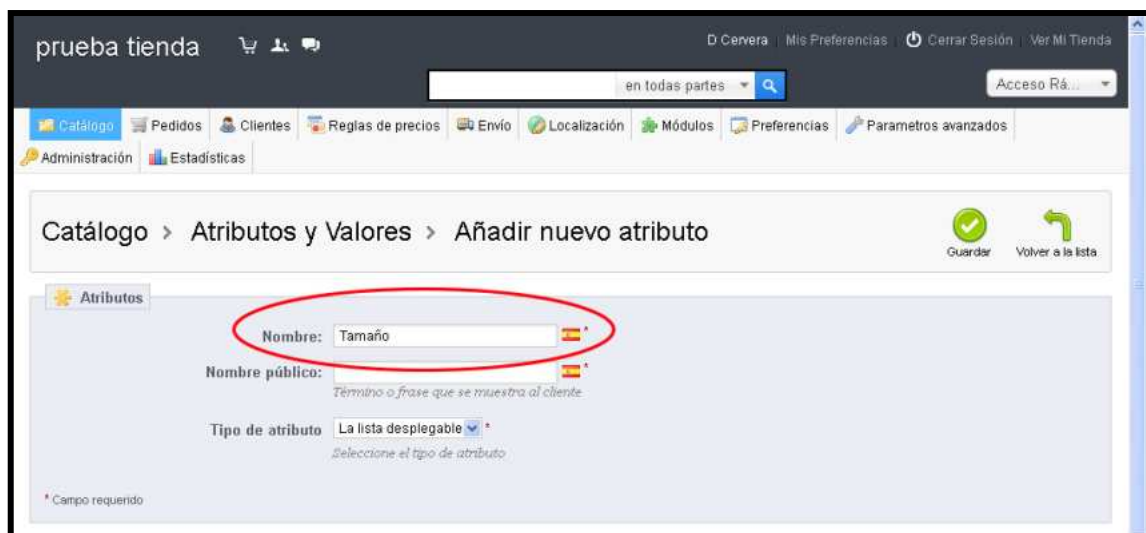 prueba tienda
D Cervera Mis Preferencias Cerrar Sesión Ver Mi Tienda
en todas partes
Acceso Rá...
Catálogo Pedidos Clientes Reglas de precios Envío Localización Módulos Preferencias Parametros avanzados
Administración Estadísticas
Catálogo > Atributos y Valores > Añadir nuevo atributo
Guardar Volver a la lista
Atributos
Nombre: Tamaño *
Nombre público: *
Término o frase que se muestra al cliente
Tipo de atributo La lista desplegable *
Seleccione el tipo de atributo
* Campo requerido